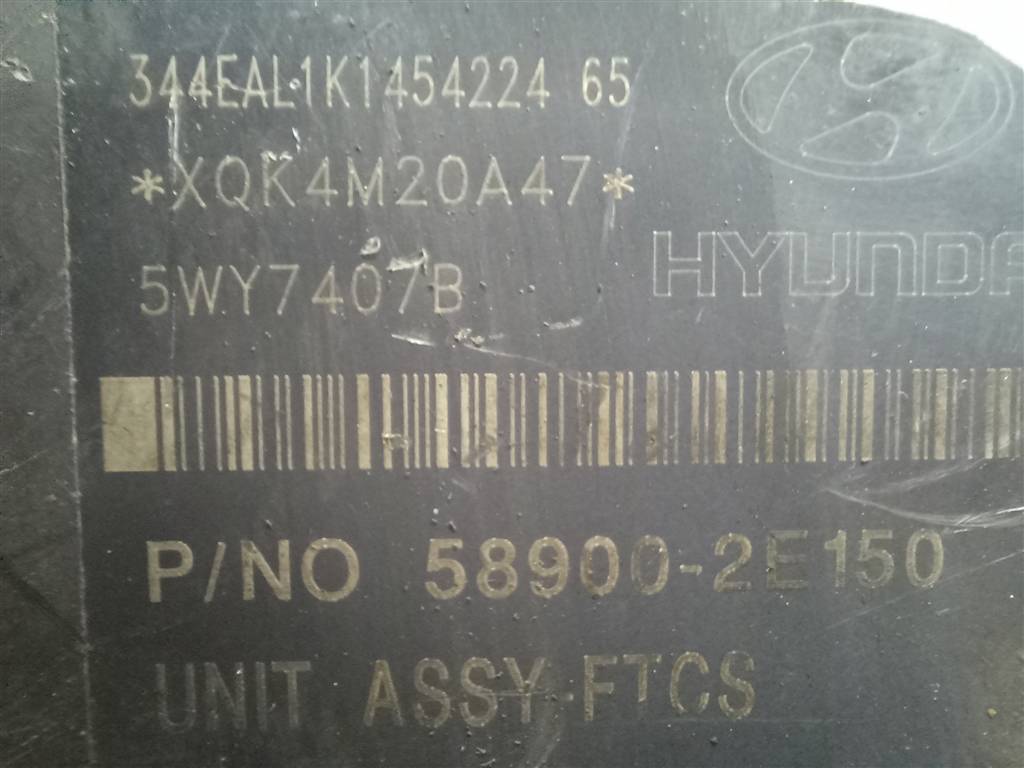 344EAL1K1454224 65
*XQK4M20A47*
5WY7407B
HYUNDA
P/NO 58900-2E150
UNIT ASSY-FTCS